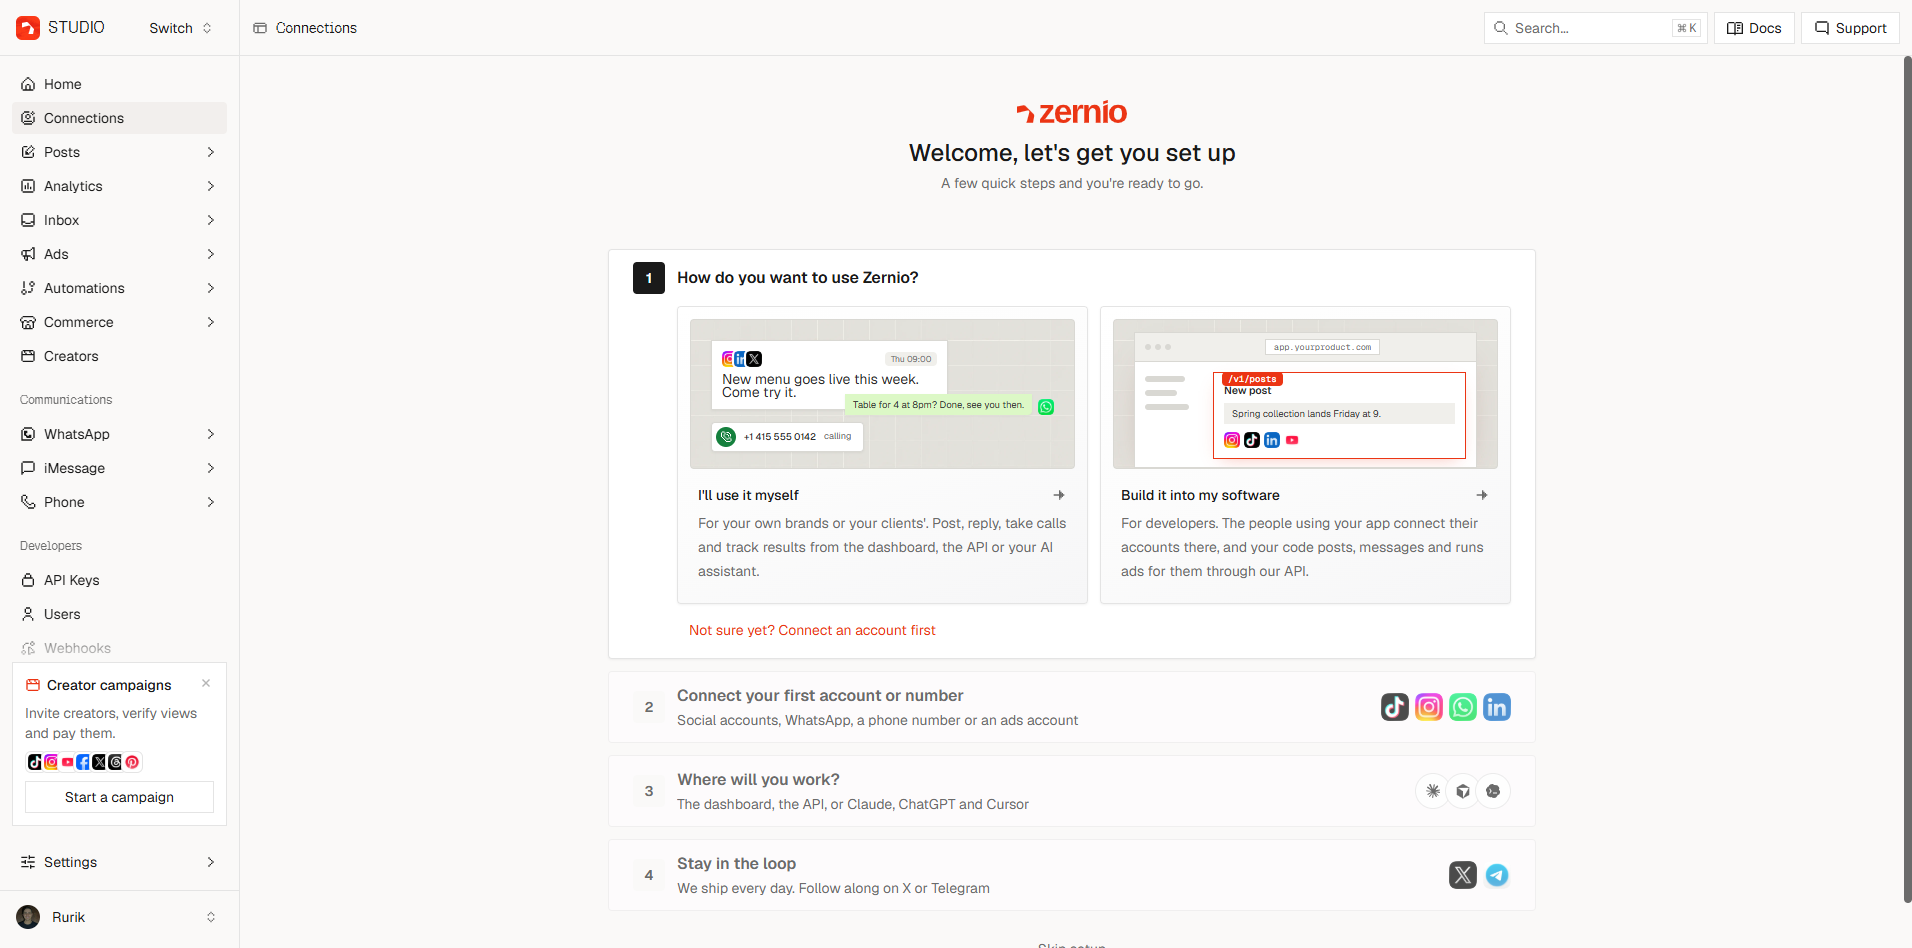 STUDIO
Switch
Connections
Search...
⌘ K
Docs
Support
Home
Connections
Posts
Analytics
Inbox
Ads
Automations
Commerce
Creators
Communications
WhatsApp
iMessage
Phone
Developers
API Keys
Users
Webhooks
Creator campaigns
Invite creators, verify views
and pay them.
Start a campaign
Settings
Rurik
zernio
Welcome, let's get you set up
A few quick steps and you're ready to go.
1
How do you want to use Zernio?
Thu 09:00
New menu goes live this week.
Come try it.
Table for 4 at 8pm? Done, see you then.
+1 415 555 0142 calling
I'll use it myself
For your own brands or your clients'. Post, reply, take calls
and track results from the dashboard, the API or your AI
assistant.
app.yourproduct.com
/v1/posts
New post
Spring collection lands Friday at 9.
Build it into my software
For developers. The people using your app connect their
accounts there, and your code posts, messages and runs
ads for them through our API.
Not sure yet? Connect an account first
2
Connect your first account or number
Social accounts, WhatsApp, a phone number or an ads account
3
Where will you work?
The dashboard, the API, or Claude, ChatGPT and Cursor
4
Stay in the loop
We ship every day. Follow along on X or Telegram
Skip setup